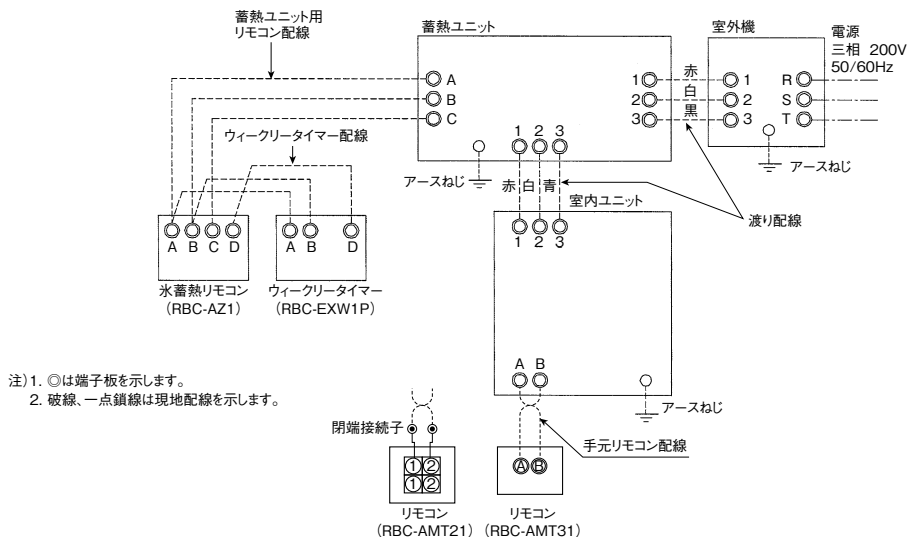 蓄熱ユニット用
リモコン配線
蓄熱ユニット
室外機
電源
三相 200V
50/60Hz
A
B
C
1
2
3
赤
白
黒
1
2
3
R
S
T
ウィークリータイマー配線
1 2 3
アースねじ
アースねじ
赤 白 青
室内ユニット
渡り配線
A B C D
A B D
1 2 3
氷蓄熱リモコン
(RBC-AZ1)
ウィークリータイマー
(RBC-EXW1P)
注)1. ◎は端子板を示します。
2. 破線、一点鎖線は現地配線を示します。
A B
アースねじ
閉端接続子
手元リモコン配線
① ②
① ②
A B
リモコン
(RBC-AMT21)
リモコン
(RBC-AMT31)